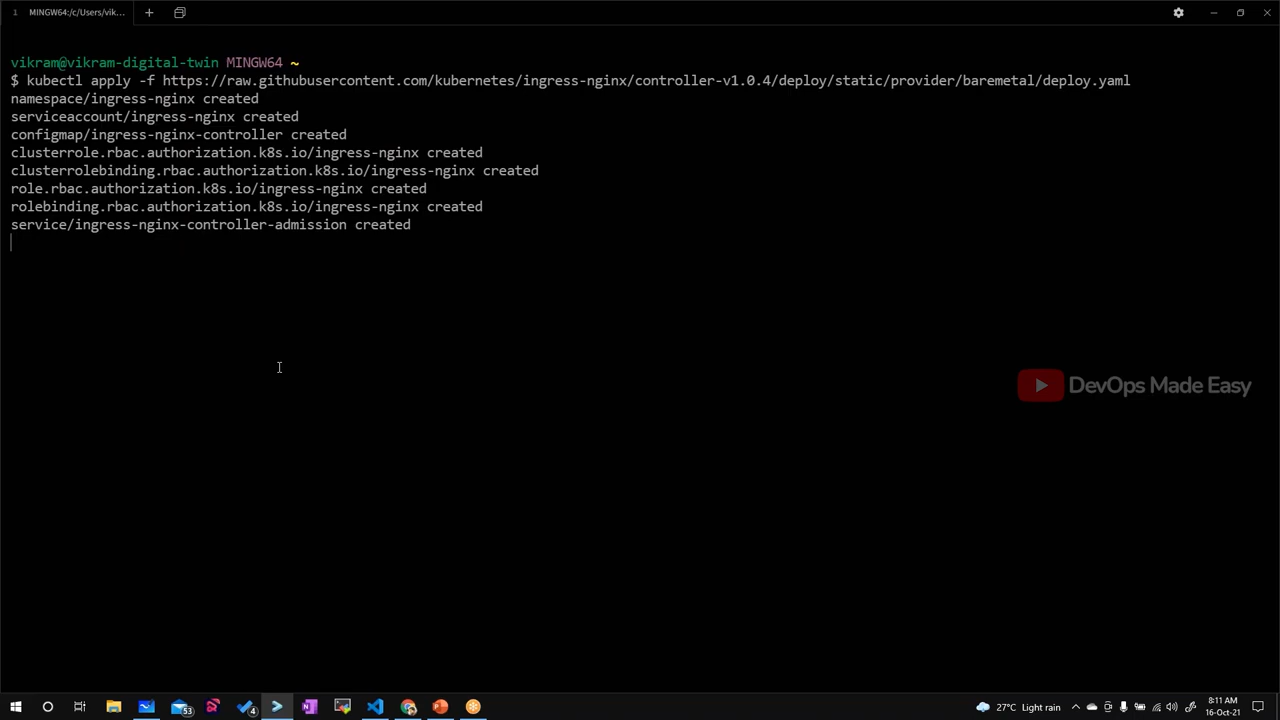 1 MINGW64:/c/Users/vik...
vikram@vikram-digital-twin MINGW64 ~
$ kubectl apply -f https://raw.githubusercontent.com/kubernetes/ingress-nginx/controller-v1.0.4/deploy/static/provider/baremetal/deploy.yaml
namespace/ingress-nginx created
serviceaccount/ingress-nginx created
configmap/ingress-nginx-controller created
clusterrole.rbac.authorization.k8s.io/ingress-nginx created
clusterrolebinding.rbac.authorization.k8s.io/ingress-nginx created
role.rbac.authorization.k8s.io/ingress-nginx created
rolebinding.rbac.authorization.k8s.io/ingress-nginx created
service/ingress-nginx-controller-admission created
DevOps Made Easy
53
4
27°C Light rain
8:11 AM
16-Oct-21